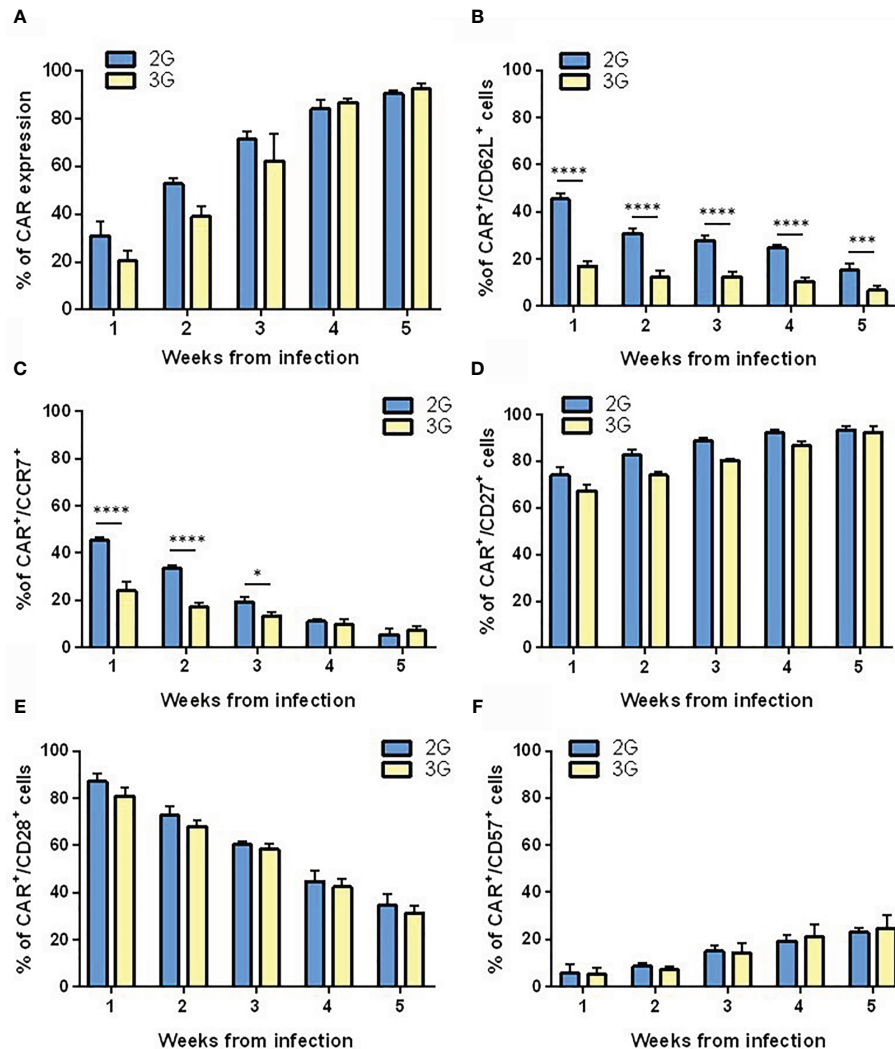 A
2G
3G
% of CAR expression
100
80
60
40
20
0
1 2 3 4 5
Weeks from infection
B
2G
3G
%of CAR+/CD62L+ cells
100
80
60
40
20
0
****
****
****
****
***
1 2 3 4 5
Weeks from infection
C
2G
3G
%of CAR+/CCR7+
100
80
60
40
20
0
****
****
*
1 2 3 4 5
Weeks from infection
D
2G
3G
% of CAR+/CD27+ cells
100
80
60
40
20
0
1 2 3 4 5
Weeks from infection
E
2G
3G
% of CAR+/CD28+ cells
100
80
60
40
20
0
1 2 3 4 5
Weeks from infection
F
2G
3G
% of CAR+/CD57+ cells
100
80
60
40
20
0
1 2 3 4 5
Weeks from infection